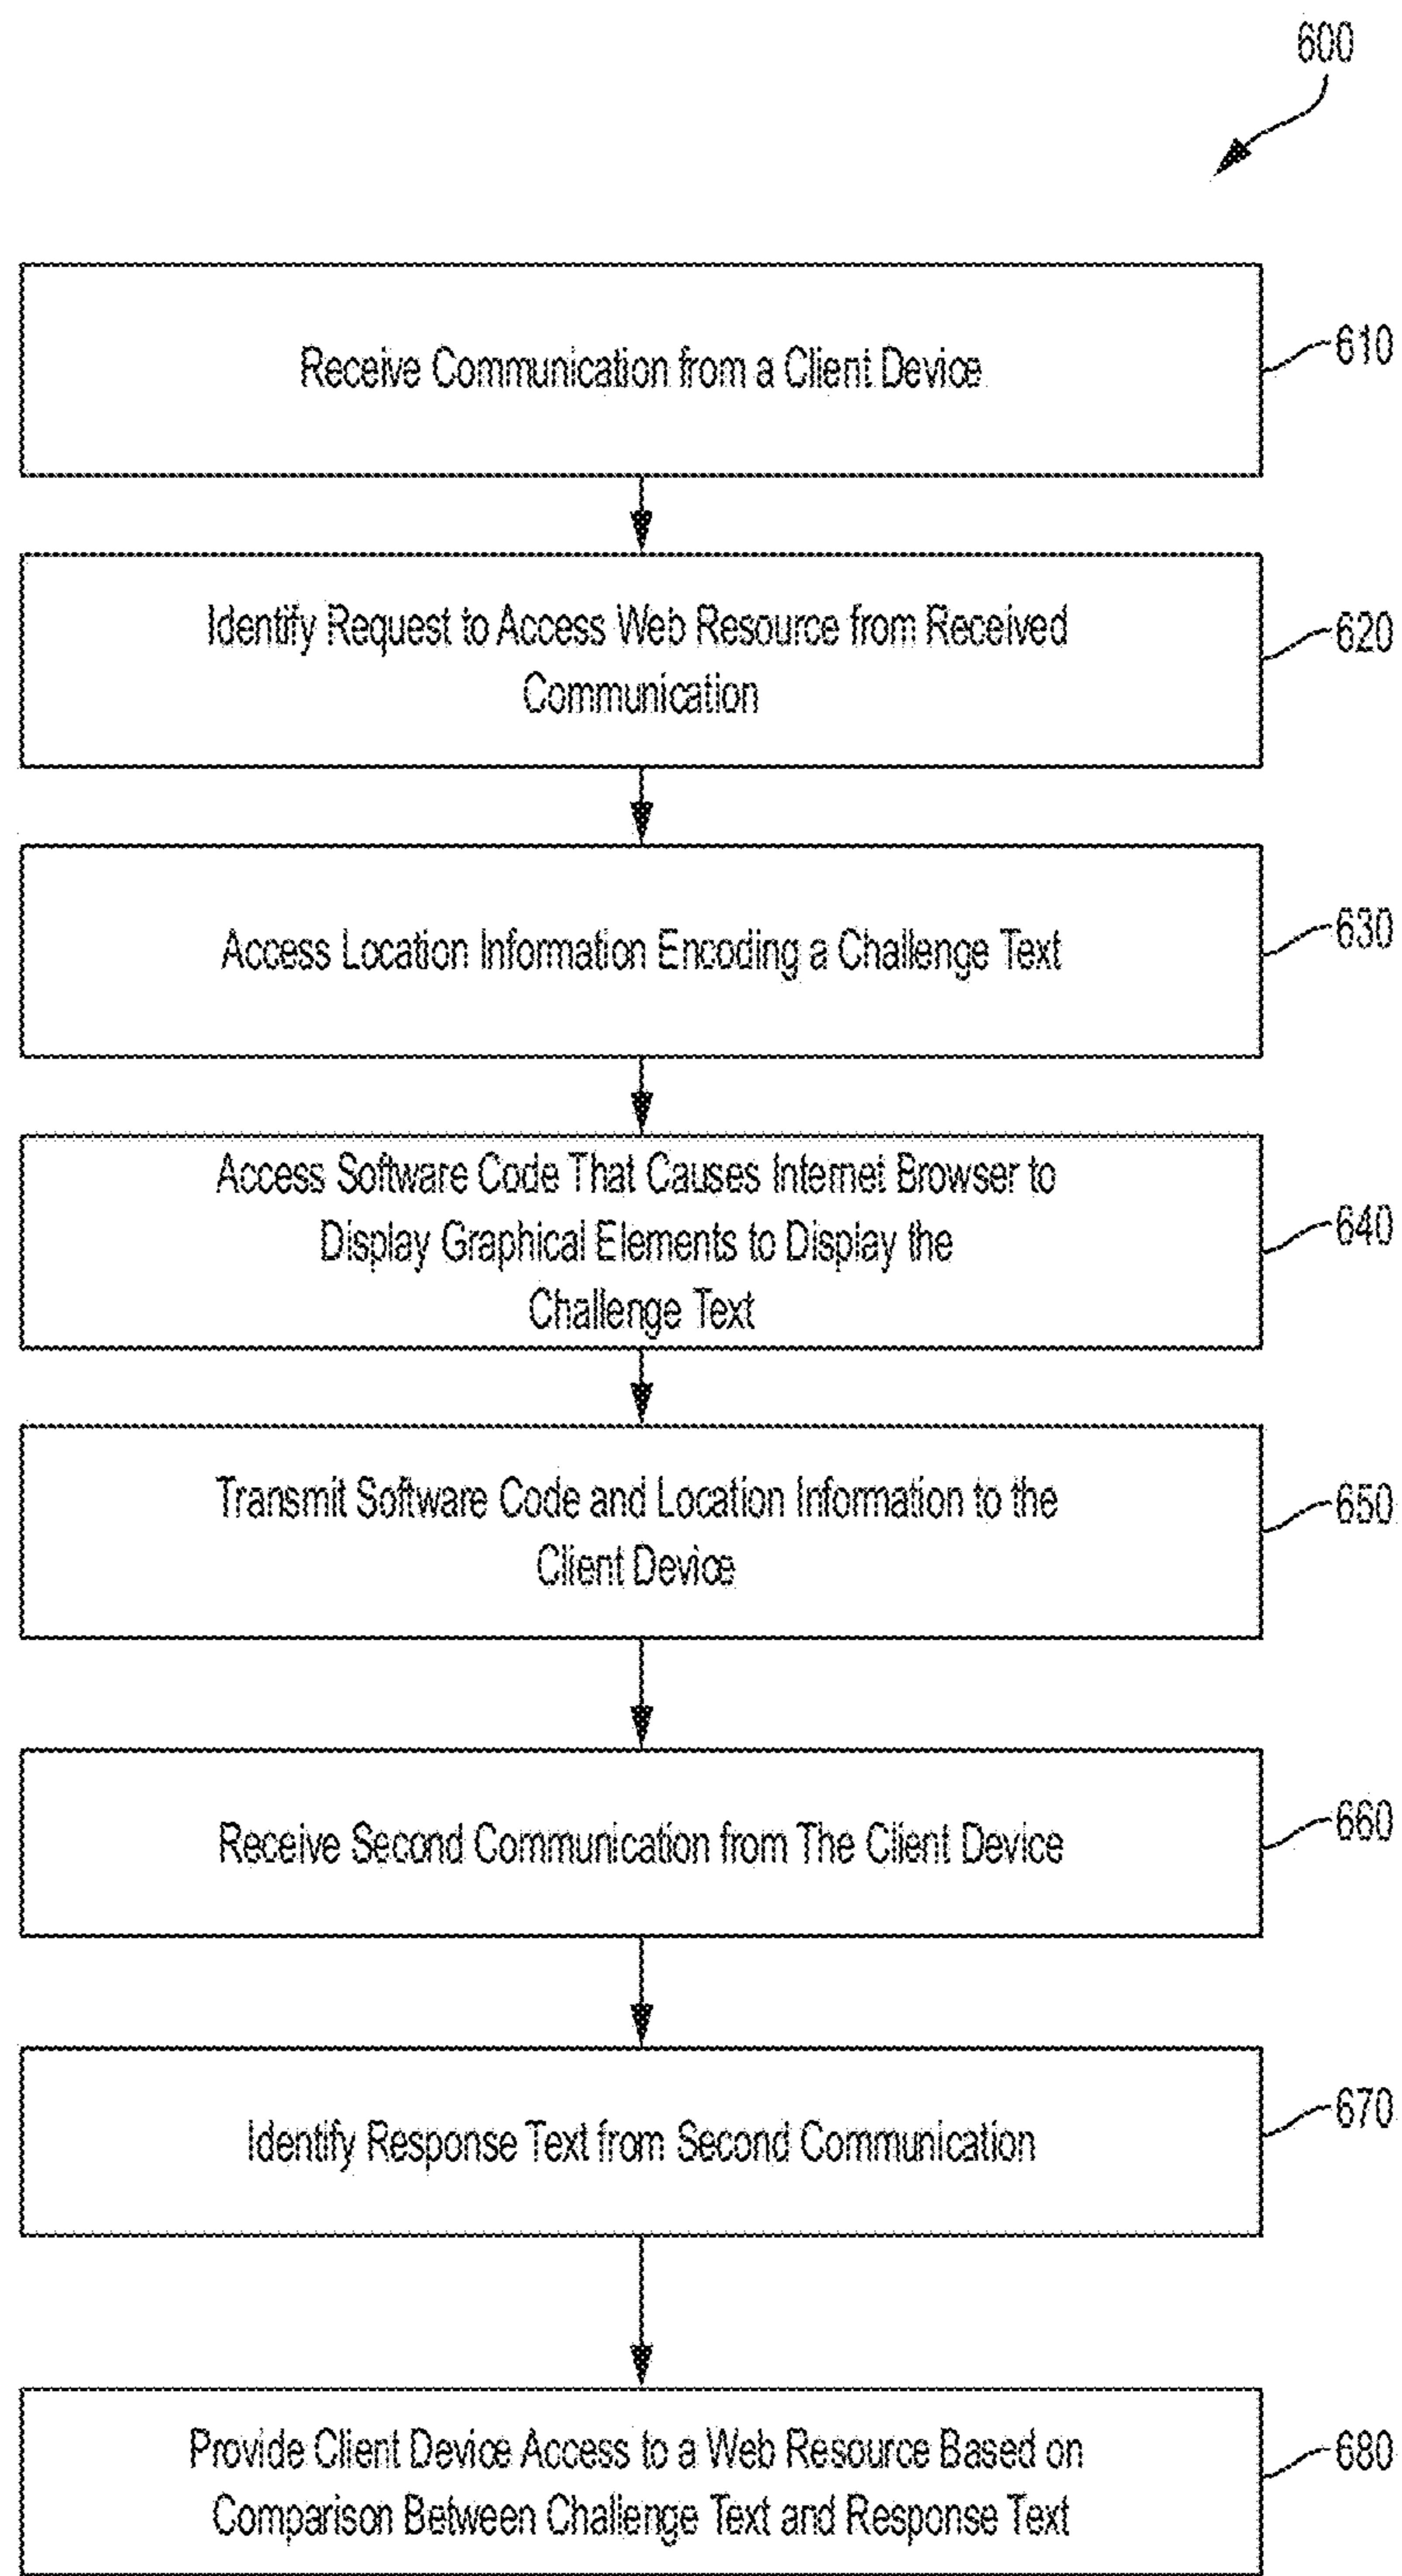 600
Receive Communication from a Client Device
610
Identify Request to Access Web Resource from Received
Communication
620
Access Location Information Encoding a Challenge Text
630
Access Software Code That Causes Internet Browser to
Display Graphical Elements to Display the
Challenge Text
640
Transmit Software Code and Location Information to the
Client Device
650
Receive Second Communication from The Client Device
660
Identify Response Text from Second Communication
670
Provide Client Device Access to a Web Resource Based on
Comparison Between Challenge Text and Response Text
680